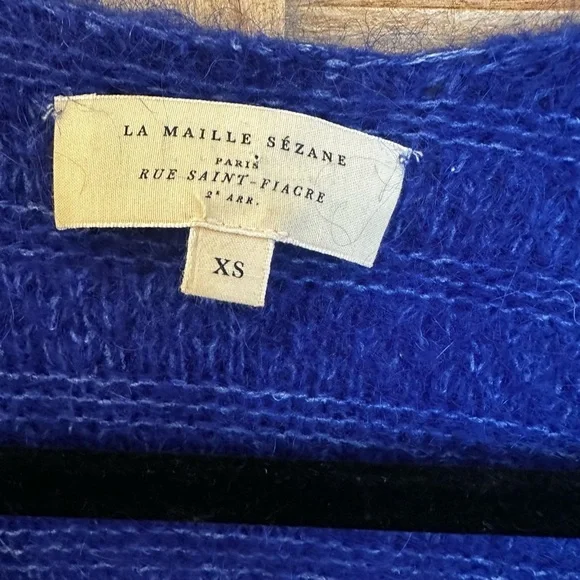 LA MAILLE SÉZANE
PARIS
RUE SAINT-FIACRE
2ᵉ ARR.
XS